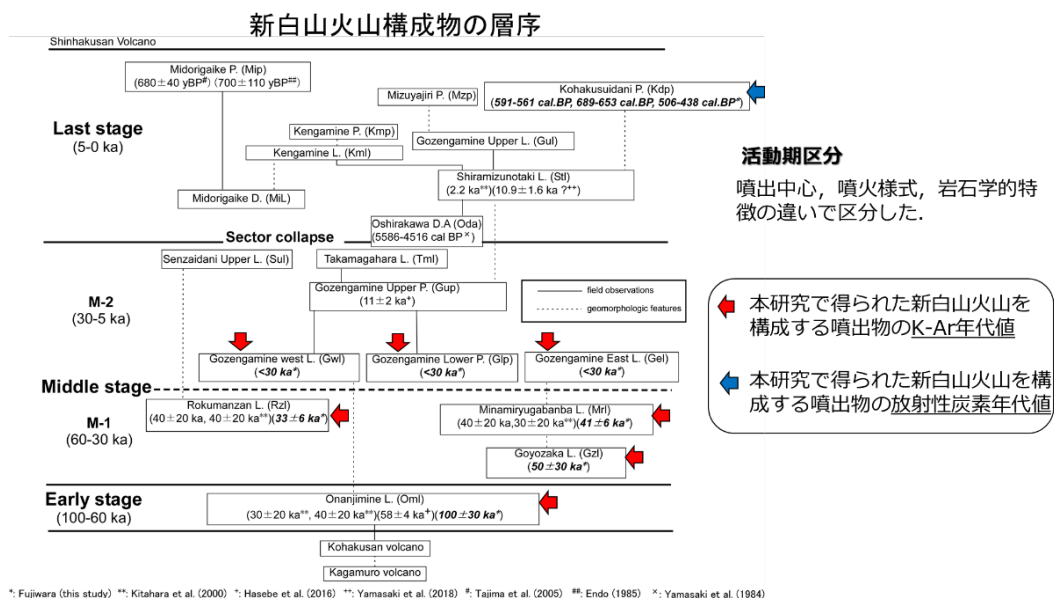 新白山火山構成物の層序
Shinhakusan Volcano
Midorigaike P. (Mip)
(680±40 yBP#) (700±110 yBP##)
Mizuyajiri P. (Mzp)
Kohakusuidani P. (Kdp)
(591-561 cal.BP, 689-653 cal.BP, 506-438 cal.BP*)
Last stage
(5-0 ka)
Kengamine P. (Kmp)
Gozengamine Upper L. (Gul)
Kengamine L. (Kml)
Shiramizunotaki L. (Stl)
(2.2 ka**)(10.9±1.6 ka ?++)
Midorigaike D. (MiL)
Oshirakawa D.A (Oda)
(5586-4516 cal BP×)
Sector collapse
Senzaidani Upper L. (Sul)
Takamagahara L. (Tml)
M-2
(30-5 ka)
Gozengamine Upper P. (Gup)
(11±2 ka+)
field observations
geomorphologic features
Gozengamine west L. (Gwl)
(<30 ka*)
Gozengamine Lower P. (Glp)
(<30 ka*)
Gozengamine East L. (Gel)
(<30 ka*)
Middle stage
M-1
(60-30 ka)
Rokumanzan L. (Rzl)
(40±20 ka, 40±20 ka**)(33±6 ka*)
Minamiryugabanba L. (Mrl)
(40±20 ka,30±20 ka**)(41±6 ka*)
Goyozaka L. (Gzl)
(50±30 ka*)
Early stage
(100-60 ka)
Onanjimine L. (Oml)
(30±20 ka**, 40±20 ka**)(58±4 ka+)(100±30 ka*)
Kohakusan volcano
Kagamuro volcano
*: Fujiwara (this study) **: Kitahara et al. (2000) +: Hasebe et al. (2016) ++: Yamasaki et al. (2018) #: Tajima et al. (2005) ##: Endo (1985) ×: Yamasaki et al. (1984)
活動期区分
噴出中心，噴火様式，岩石学的特
徴の違いで区分した．
本研究で得られた新白山火山を
構成する噴出物のK-Ar年代値
本研究で得られた新白山火山を構
成する噴出物の放射性炭素年代値